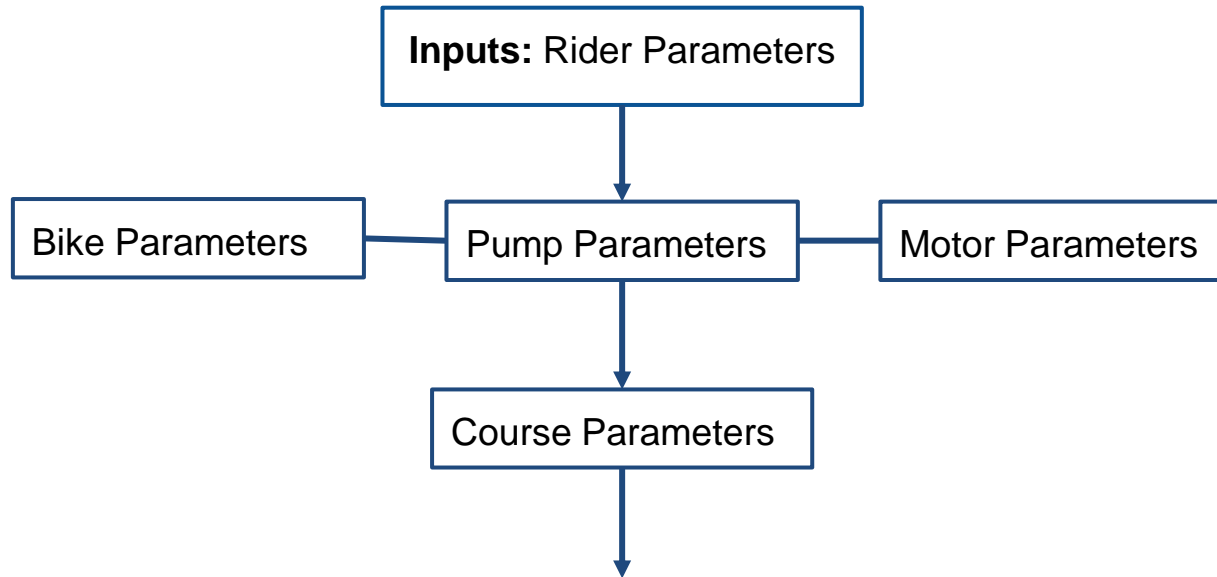 Inputs: Rider Parameters
Bike Parameters
Pump Parameters
Motor Parameters
Course Parameters